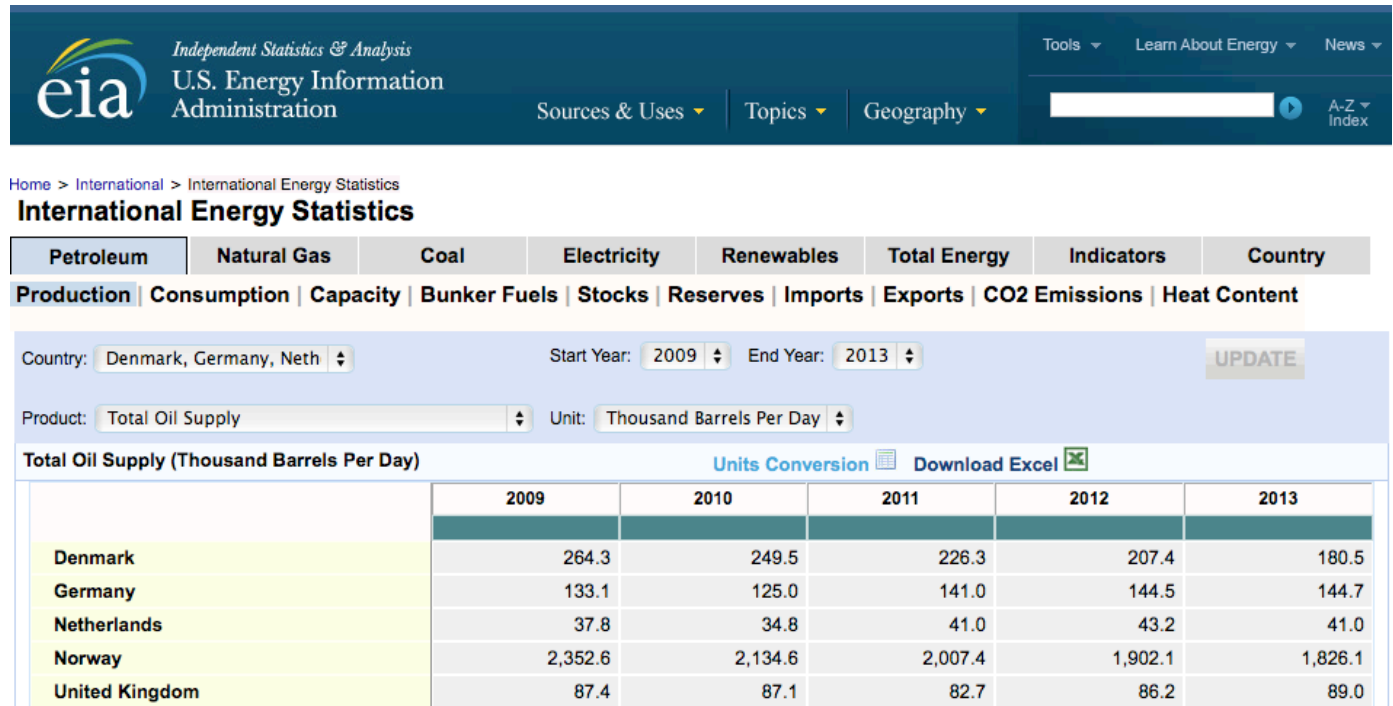 Independent Statistics & Analysis
U.S. Energy Information
Administration
eia
Tools Learn About Energy News
Sources & Uses Topics Geography
A-Z
Index
Home > International > International Energy Statistics
International Energy Statistics
Petroleum Natural Gas Coal Electricity Renewables Total Energy Indicators Country
Production | Consumption | Capacity | Bunker Fuels | Stocks | Reserves | Imports | Exports | CO2 Emissions | Heat Content
Country: Denmark, Germany, Neth Start Year: 2009 End Year: 2013 UPDATE
Product: Total Oil Supply Unit: Thousand Barrels Per Day
Total Oil Supply (Thousand Barrels Per Day) Units Conversion Download Excel
2009 2010 2011 2012 2013
Denmark 264.3 249.5 226.3 207.4 180.5
Germany 133.1 125.0 141.0 144.5 144.7
Netherlands 37.8 34.8 41.0 43.2 41.0
Norway 2,352.6 2,134.6 2,007.4 1,902.1 1,826.1
United Kingdom 87.4 87.1 82.7 86.2 89.0